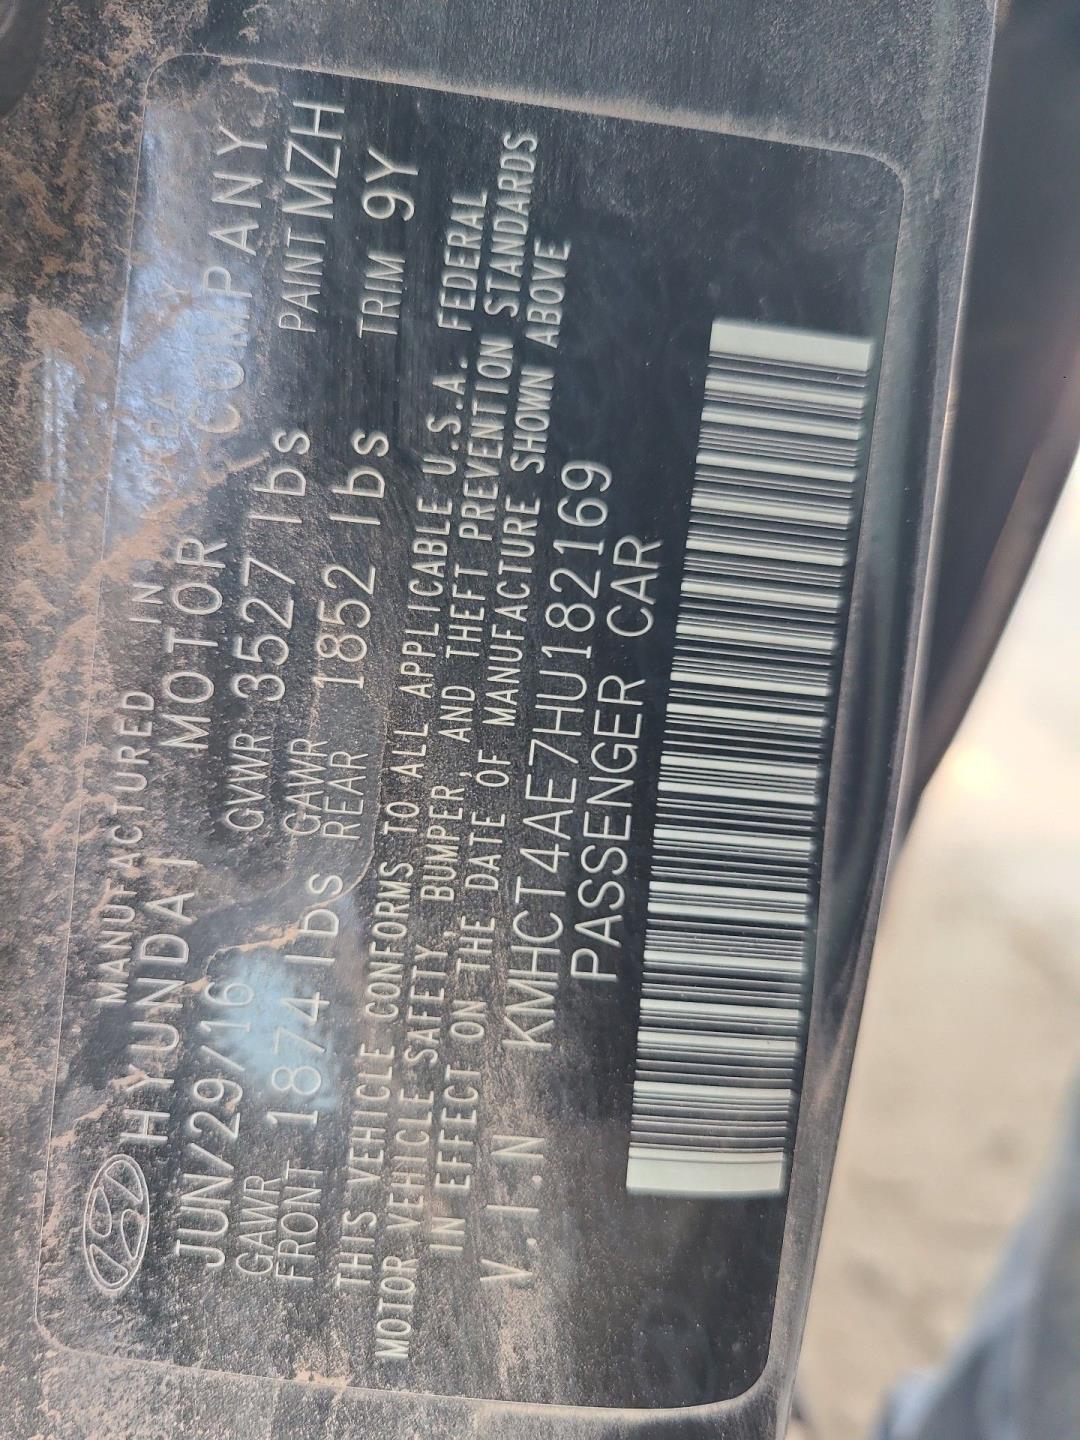 MANUFACTURED IN KOREA BY
HYUNDAI MOTOR COMPANY
JUN/29/16 GVWR 3527 lbs PAINT MZH
GAWR FRONT 1874 lbs GAWR REAR 1852 lbs TRIM 9Y
THIS VEHICLE CONFORMS TO ALL APPLICABLE U.S.A. FEDERAL
MOTOR VEHICLE SAFETY BUMPER, AND THEFT PREVENTION STANDARDS
IN EFFECT ON THE DATE OF MANUFACTURE SHOWN ABOVE
V.I.N KMHCT4AE7HU182169
PASSENGER CAR